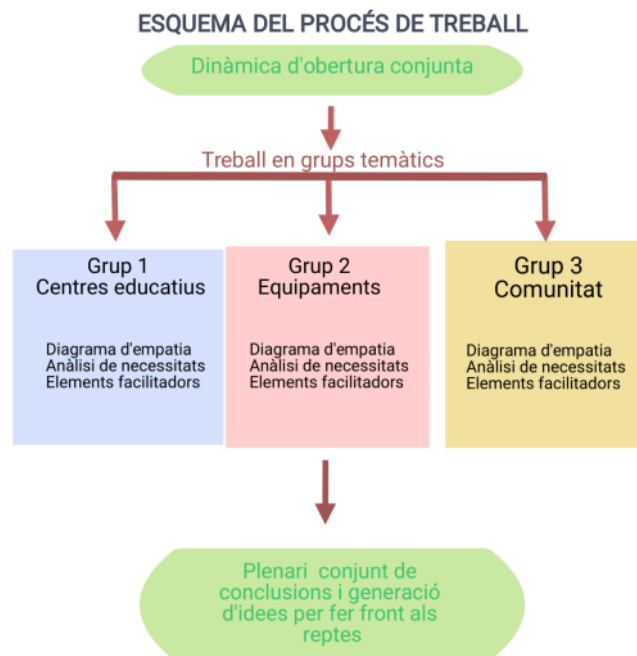 ESQUEMA DEL PROCÉS DE TREBALL
Dinàmica d'obertura conjunta
Treball en grups temàtics
Grup 1
Centres educatius
Diagrama d'empatia
Anàlisi de necessitats
Elements facilitadors
Grup 2
Equipaments
Diagrama d'empatia
Anàlisi de necessitats
Elements facilitadors
Grup 3
Comunitat
Diagrama d'empatia
Anàlisi de necessitats
Elements facilitadors
Plenari conjunt de
conclusions i generació
d'idees per fer front als
reptes